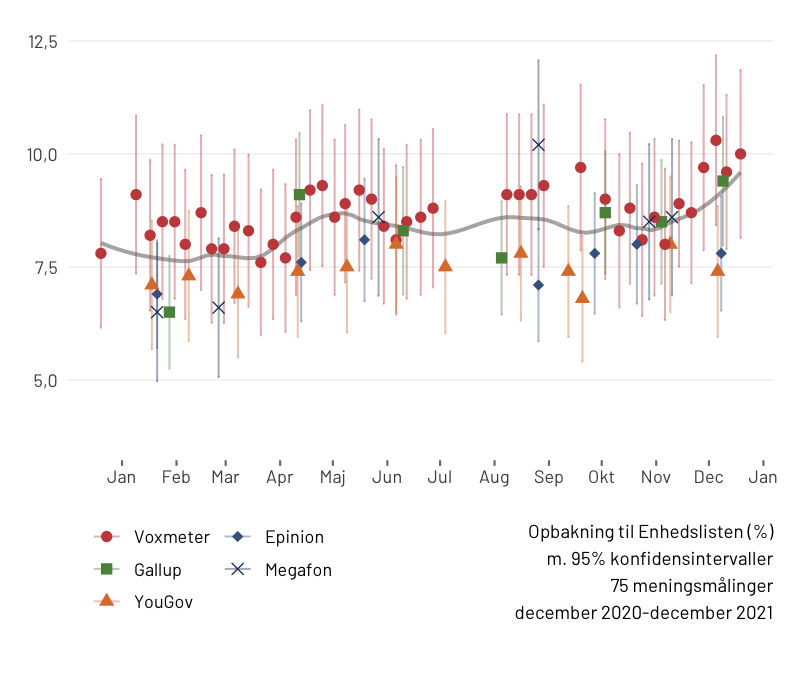 12,5
10,0
7,5
5,0
Jan Feb Mar Apr Maj Jun Jul Aug Sep Okt Nov Dec Jan
Voxmeter Epinion
Gallup Megafon
YouGov
Opbakning til Enhedslisten (%)
m. 95% konfidensintervaller
75 meningsmålinger
december 2020-december 2021